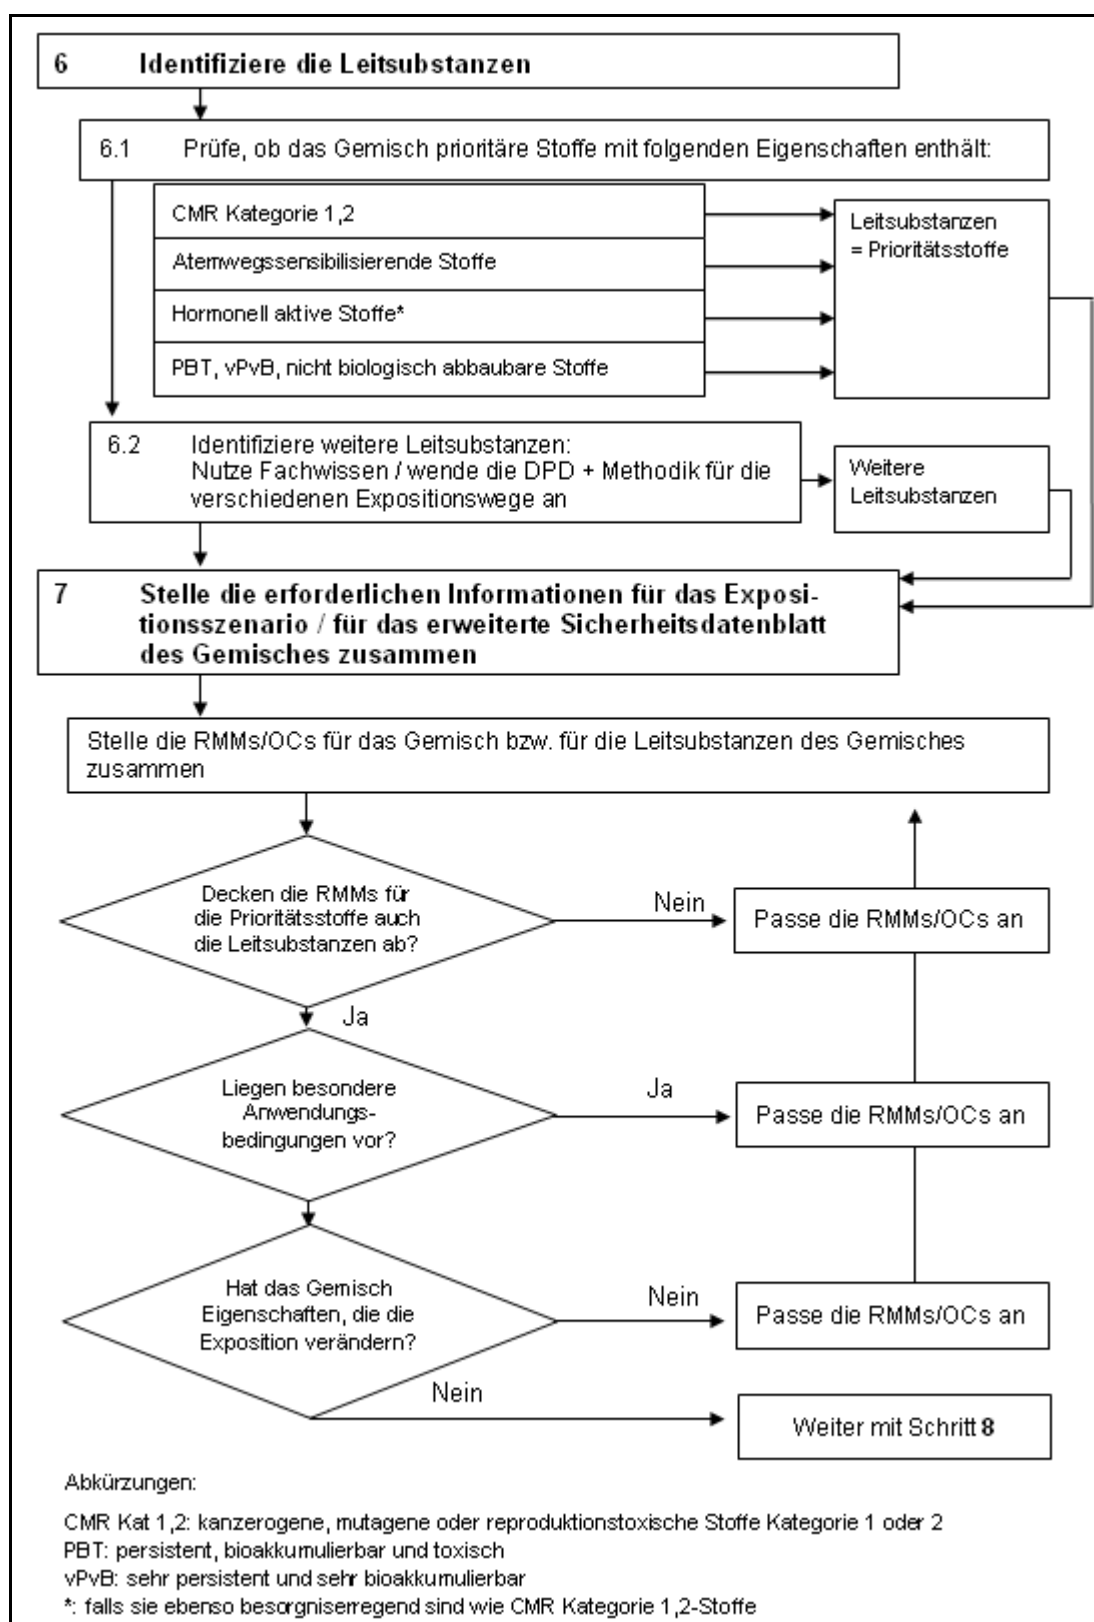 6 Identifiziere die Leitsubstanzen
6.1 Prüfe, ob das Gemisch prioritäre Stoffe mit folgenden Eigenschaften enthält:
CMR Kategorie 1,2
Atemwegssensibilisierende Stoffe
Hormonell aktive Stoffe*
PBT, vPvB, nicht biologisch abbaubare Stoffe
Leitsubstanzen
= Prioritätsstoffe
6.2 Identifiziere weitere Leitsubstanzen:
Nutze Fachwissen / wende die DPD + Methodik für die
verschiedenen Expositionswege an
Weitere
Leitsubstanzen
7 Stelle die erforderlichen Informationen für das Exposi-
tionsszenario / für das erweiterte Sicherheitsdatenblatt
des Gemisches zusammen
Stelle die RMMs/OCs für das Gemisch bzw. für die Leitsubstanzen des Gemisches
zusammen
Decken die RMMs für
die Prioritätsstoffe auch
die Leitsubstanzen ab?
Nein
Passe die RMMs/OCs an
Ja
Liegen besondere
Anwendungs-
bedingungen vor?
Ja
Passe die RMMs/OCs an
Hat das Gemisch
Eigenschaften, die die
Exposition verändern?
Nein
Passe die RMMs/OCs an
Nein
Weiter mit Schritt 8
Abkürzungen:
CMR Kat 1,2: kanzerogene, mutagene oder reproduktionstoxische Stoffe Kategorie 1 oder 2
PBT: persistent, bioakkumulierbar und toxisch
vPvB: sehr persistent und sehr bioakkumulierbar
*: falls sie ebenso besorgniserregend sind wie CMR Kategorie 1,2-Stoffe